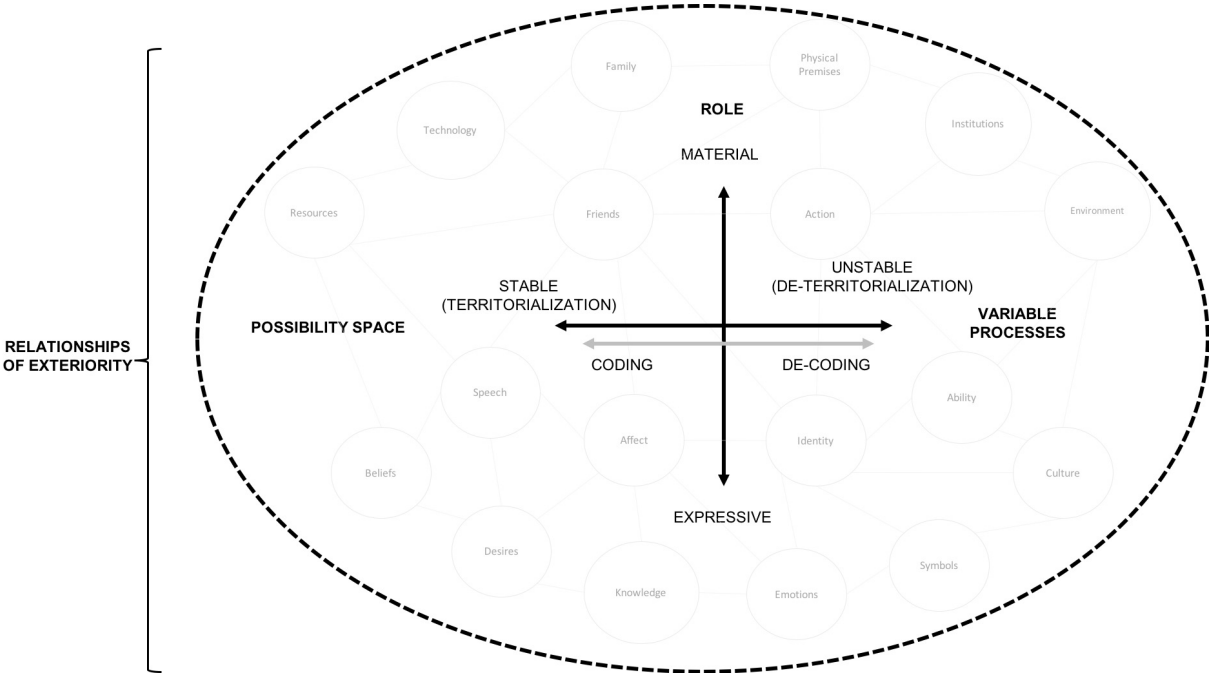 Family
Physical
Premises
ROLE
Technology
Institutions
MATERIAL
Resources
Friends
Action
Environment
STABLE
(TERRITORIALIZATION)
UNSTABLE
(DE-TERRITORIALIZATION)
POSSIBILITY SPACE
VARIABLE
PROCESSES
RELATIONSHIPS
OF EXTERIORITY
CODING
DE-CODING
Speech
Ability
Affect
Identity
Beliefs
Culture
EXPRESSIVE
Desires
Symbols
Knowledge
Emotions